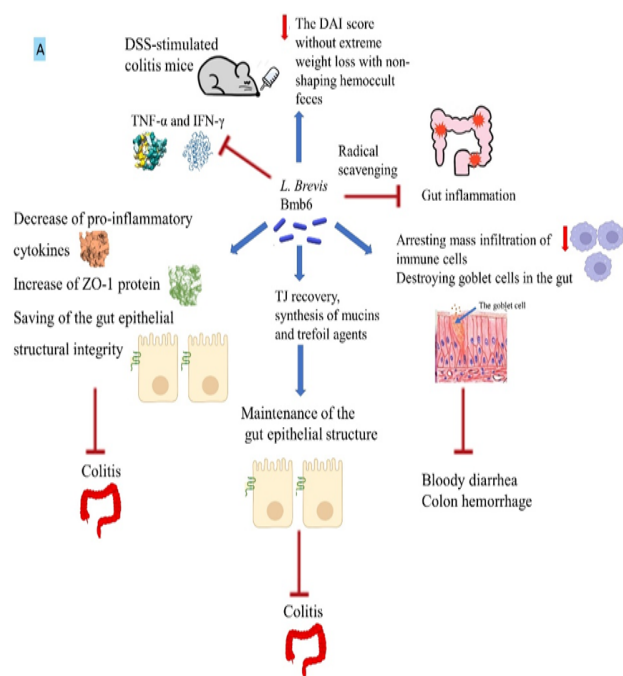 A
DSS-stimulated
colitis mice
The DAI score
without extreme
weight loss with non-
shaping hemoccult
feces
TNF-α and IFN-γ
Radical
scavenging
Gut inflammation
L. Brevis
Bmb6
Decrease of pro-inflammatory
cytokines
Increase of ZO-1 protein
Saving of the gut epithelial
structural integrity
Colitis
TJ recovery,
synthesis of mucins
and trefoil agents
Maintenance of the
gut epithelial structure
Colitis
Arresting mass infiltration of
immune cells
Destroying goblet cells in the gut
The goblet cell
Bloody diarrhea
Colon hemorrhage